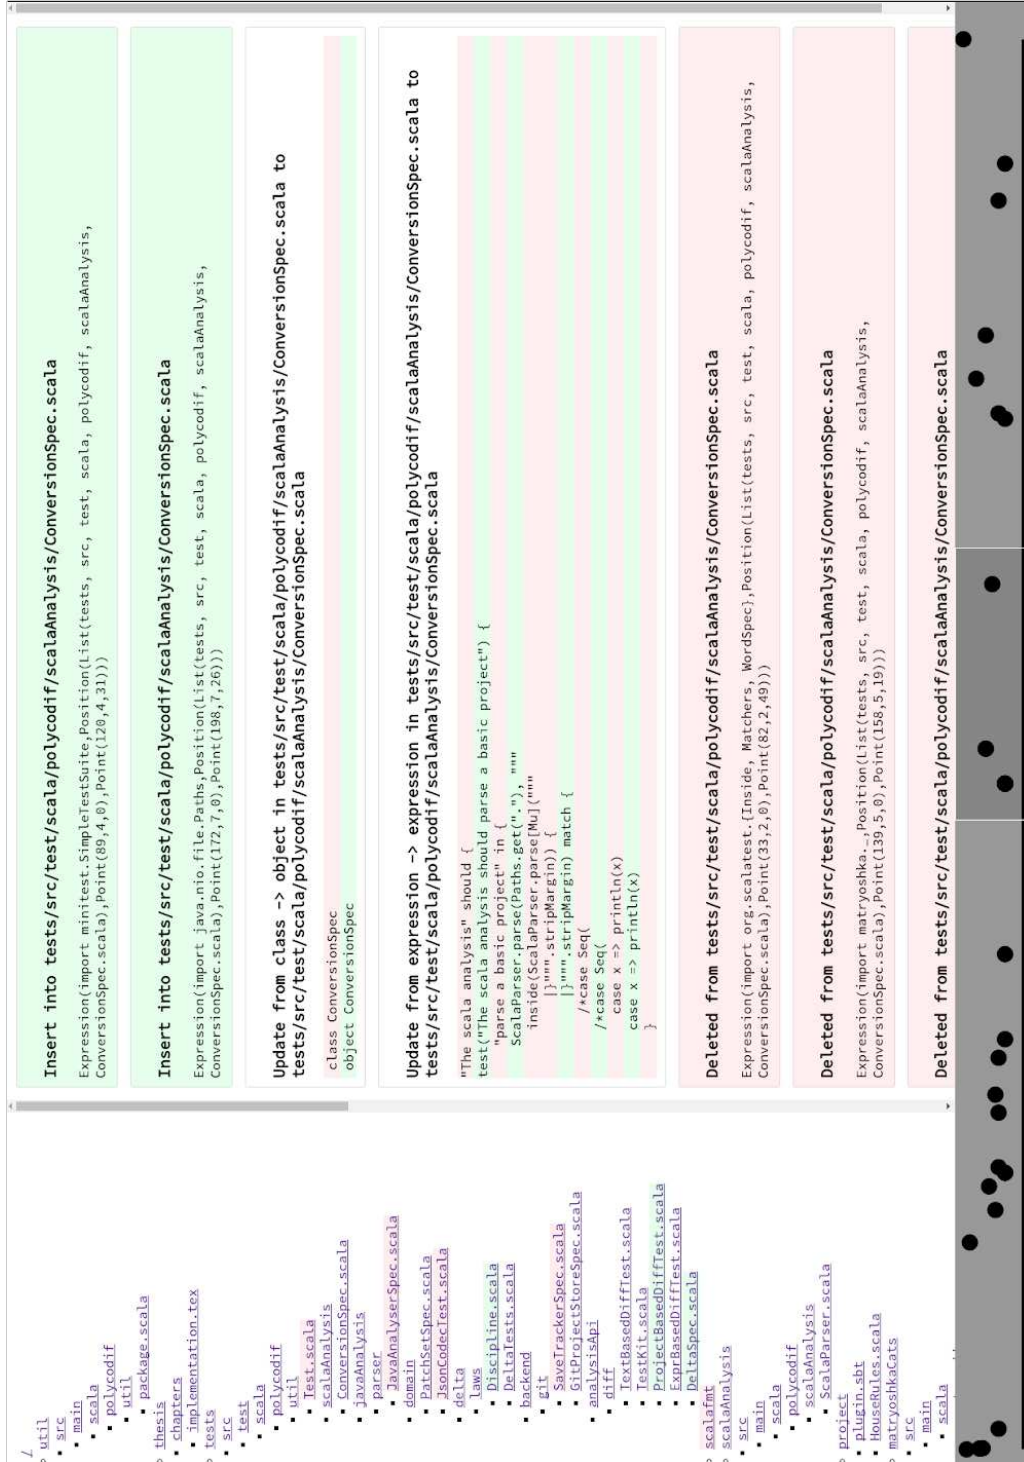 util
src
main
scala
polycodif
util
package.scala
thesis
chapters
implementation.tex
tests
src
test
scala
polycodif
util
Test.scala
scalaAnalysis
ConversionSpec.scala
javaAnalysis
parser
JavaAnalyserSpec.scala
domain
PatchSetSpec.scala
JsonCodecTest.scala
delta
laws
Discipline.scala
DeltaTests.scala
backend
git
SaveTrackerSpec.scala
GitProjectStoreSpec.scala
analysisApi
diff
TextBasedDiffTest.scala
TestKit.scala
ProjectBasedDiffTest.scala
ExprBasedDiffTest.scala
DeltaSpec.scala
scalafmt
scalaAnalysis
src
main
scala
polycodif
scalaAnalysis
ScalaParser.scala
project
plugin.sbt
HouseRules.scala
matryoshkaCats
src
main
scala
Insert into tests/src/test/scala/polycodif/scalaAnalysis/ConversionSpec.scala
Expression(import minitest.SimpleTestSuite,Position(List(tests, src, test, scala, polycodif, scalaAnalysis,
ConversionSpec.scala),Point(89,4,0),Point(120,4,31)))
Insert into tests/src/test/scala/polycodif/scalaAnalysis/ConversionSpec.scala
Expression(import java.nio.file.Paths,Position(List(tests, src, test, scala, polycodif, scalaAnalysis,
ConversionSpec.scala),Point(172,7,0),Point(198,7,26)))
Update from class -> object in tests/src/test/scala/polycodif/scalaAnalysis/ConversionSpec.scala to
tests/src/test/scala/polycodif/scalaAnalysis/ConversionSpec.scala
class ConversionSpec
object ConversionSpec
Update from expression -> expression in tests/src/test/scala/polycodif/scalaAnalysis/ConversionSpec.scala to
tests/src/test/scala/polycodif/scalaAnalysis/ConversionSpec.scala
"The scala analysis" should {
test("The scala analysis should parse a basic project") {
"parse a basic project" in {
ScalaParser.parse(Paths.get("."), """
inside(ScalaParser.parse[Mu]("""
|}""".stripMargin)) {
|}""".stripMargin) match {
/*case Seq(
/*case Seq(
case x => println(x)
case x => println(x)
}
Deleted from tests/src/test/scala/polycodif/scalaAnalysis/ConversionSpec.scala
Expression(import org.scalatest.{Inside, Matchers, WordSpec},Position(List(tests, src, test, scala, polycodif, scalaAnalysis,
ConversionSpec.scala),Point(33,2,0),Point(82,2,49)))
Deleted from tests/src/test/scala/polycodif/scalaAnalysis/ConversionSpec.scala
Expression(import matryoshka._,Position(List(tests, src, test, scala, polycodif, scalaAnalysis,
ConversionSpec.scala),Point(139,5,0),Point(158,5,19)))
Deleted from tests/src/test/scala/polycodif/scalaAnalysis/ConversionSpec.scala